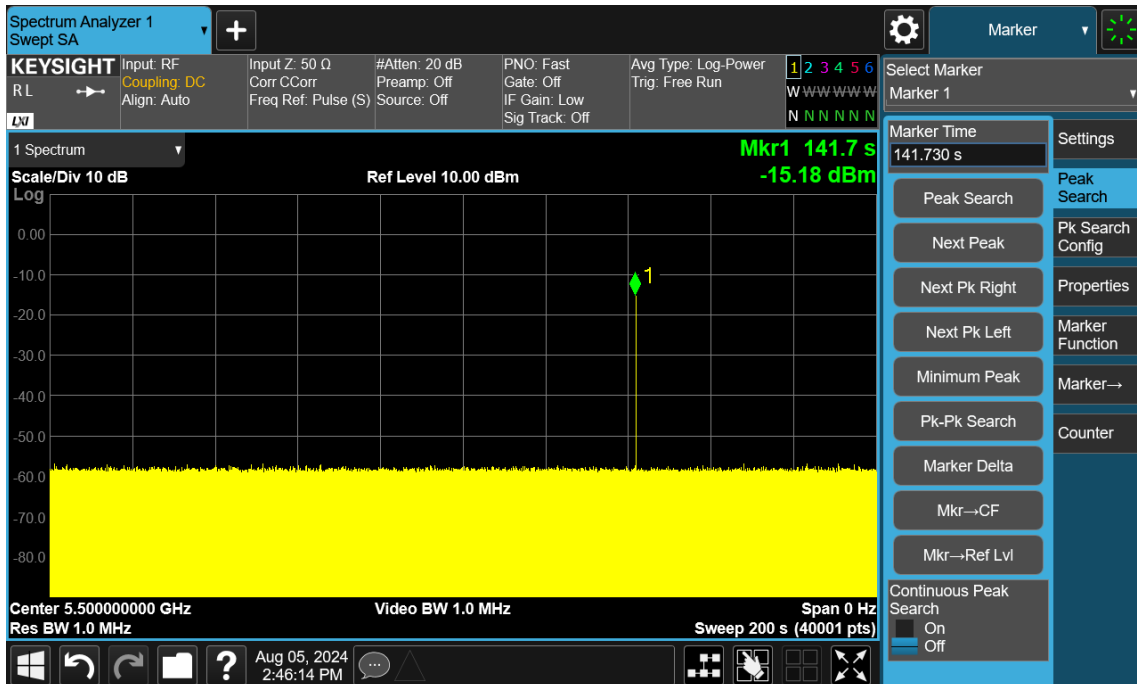 Spectrum Analyzer 1
Swept SA
Marker
KEYSIGHT
RL
LXI
Input: RF
Coupling: DC
Align: Auto
Input Z: 50 Ω
Corr CCorr
Freq Ref: Pulse (S)
#Atten: 20 dB
Preamp: Off
Source: Off
PNO: Fast
Gate: Off
IF Gain: Low
Sig Track: Off
Avg Type: Log-Power
Trig: Free Run
1 2 3 4 5 6
W W W W W W
N N N N N N
Select Marker
Marker 1
1 Spectrum
Mkr1 141.7 s
-15.18 dBm
Scale/Div 10 dB
Ref Level 10.00 dBm
Log
0.00
-10.0
-20.0
-30.0
-40.0
-50.0
-60.0
-70.0
-80.0
1
Center 5.500000000 GHz
Res BW 1.0 MHz
Video BW 1.0 MHz
Span 0 Hz
Sweep 200 s (40001 pts)
Marker Time
141.730 s
Peak Search
Next Peak
Next Pk Right
Next Pk Left
Minimum Peak
Pk-Pk Search
Marker Delta
Mkr→CF
Mkr→Ref Lvl
Continuous Peak
Search
On
Off
Settings
Peak
Search
Pk Search
Config
Properties
Marker
Function
Marker→
Counter
?
Aug 05, 2024
2:46:14 PM